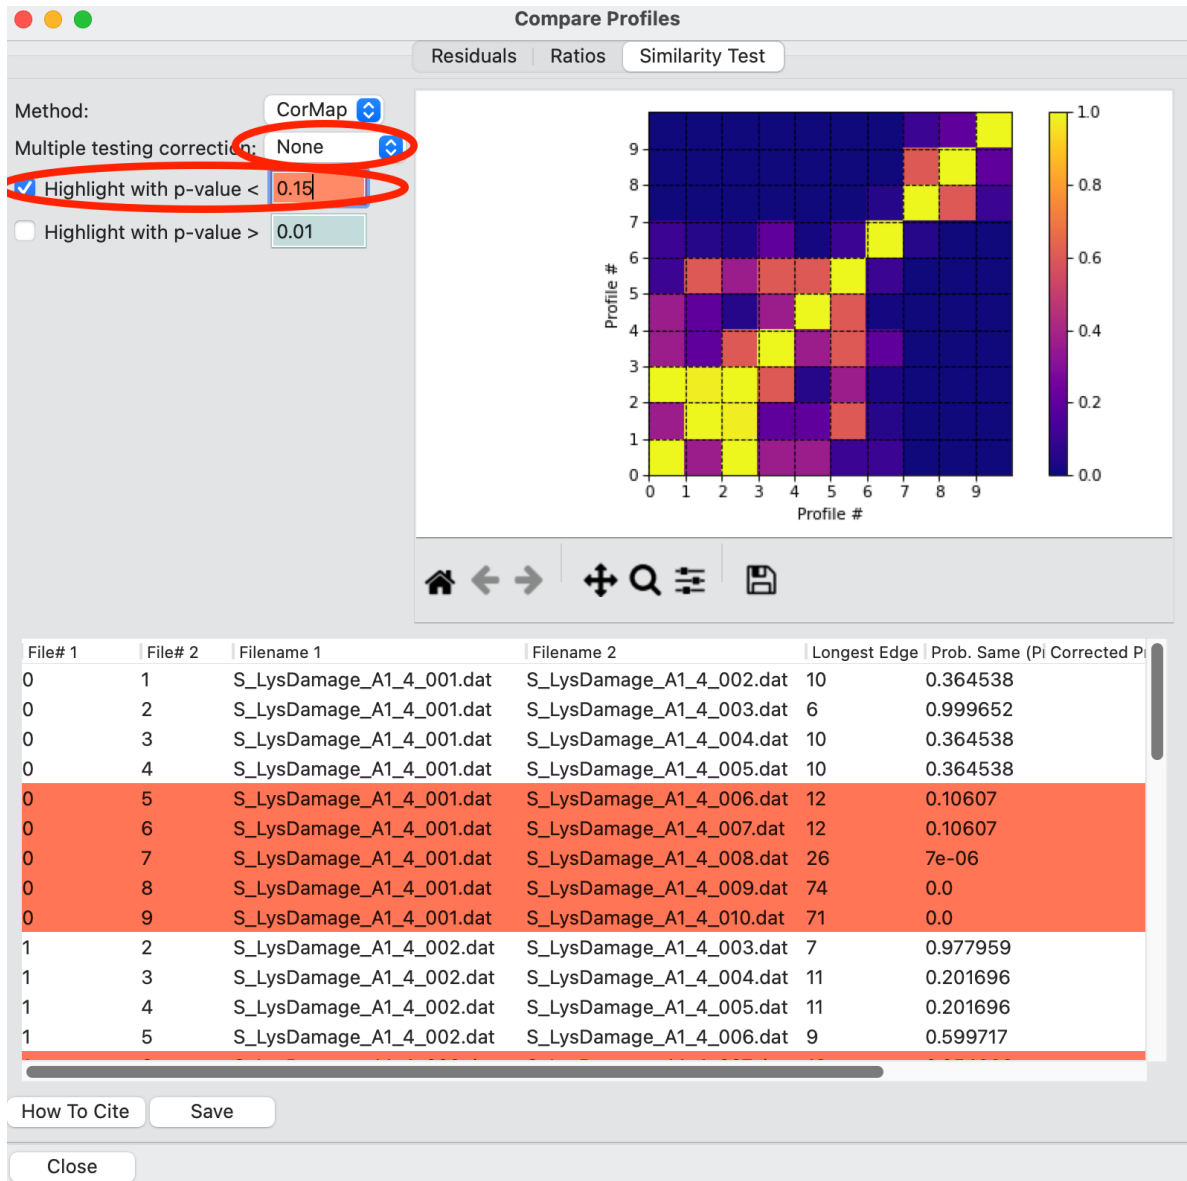 Compare Profiles
Residuals Ratios Similarity Test
Method: CorMap
Multiple testing correction: None
Highlight with p-value < 0.15
Highlight with p-value > 0.01
Profile #
9
8
7
6
5
4
3
2
1
0
0 1 2 3 4 5 6 7 8 9
Profile #
1.0
0.8
0.6
0.4
0.2
0.0
File# 1 File# 2 Filename 1 Filename 2 Longest Edge Prob. Same (P Corrected P
0 1 S_LysDamage_A1_4_001.dat S_LysDamage_A1_4_002.dat 10 0.364538
0 2 S_LysDamage_A1_4_001.dat S_LysDamage_A1_4_003.dat 6 0.999652
0 3 S_LysDamage_A1_4_001.dat S_LysDamage_A1_4_004.dat 10 0.364538
0 4 S_LysDamage_A1_4_001.dat S_LysDamage_A1_4_005.dat 10 0.364538
0 5 S_LysDamage_A1_4_001.dat S_LysDamage_A1_4_006.dat 12 0.10607
0 6 S_LysDamage_A1_4_001.dat S_LysDamage_A1_4_007.dat 12 0.10607
0 7 S_LysDamage_A1_4_001.dat S_LysDamage_A1_4_008.dat 26 7e-06
0 8 S_LysDamage_A1_4_001.dat S_LysDamage_A1_4_009.dat 74 0.0
0 9 S_LysDamage_A1_4_001.dat S_LysDamage_A1_4_010.dat 71 0.0
1 2 S_LysDamage_A1_4_002.dat S_LysDamage_A1_4_003.dat 7 0.977959
1 3 S_LysDamage_A1_4_002.dat S_LysDamage_A1_4_004.dat 11 0.201696
1 4 S_LysDamage_A1_4_002.dat S_LysDamage_A1_4_005.dat 11 0.201696
1 5 S_LysDamage_A1_4_002.dat S_LysDamage_A1_4_006.dat 9 0.599717
How To Cite Save
Close